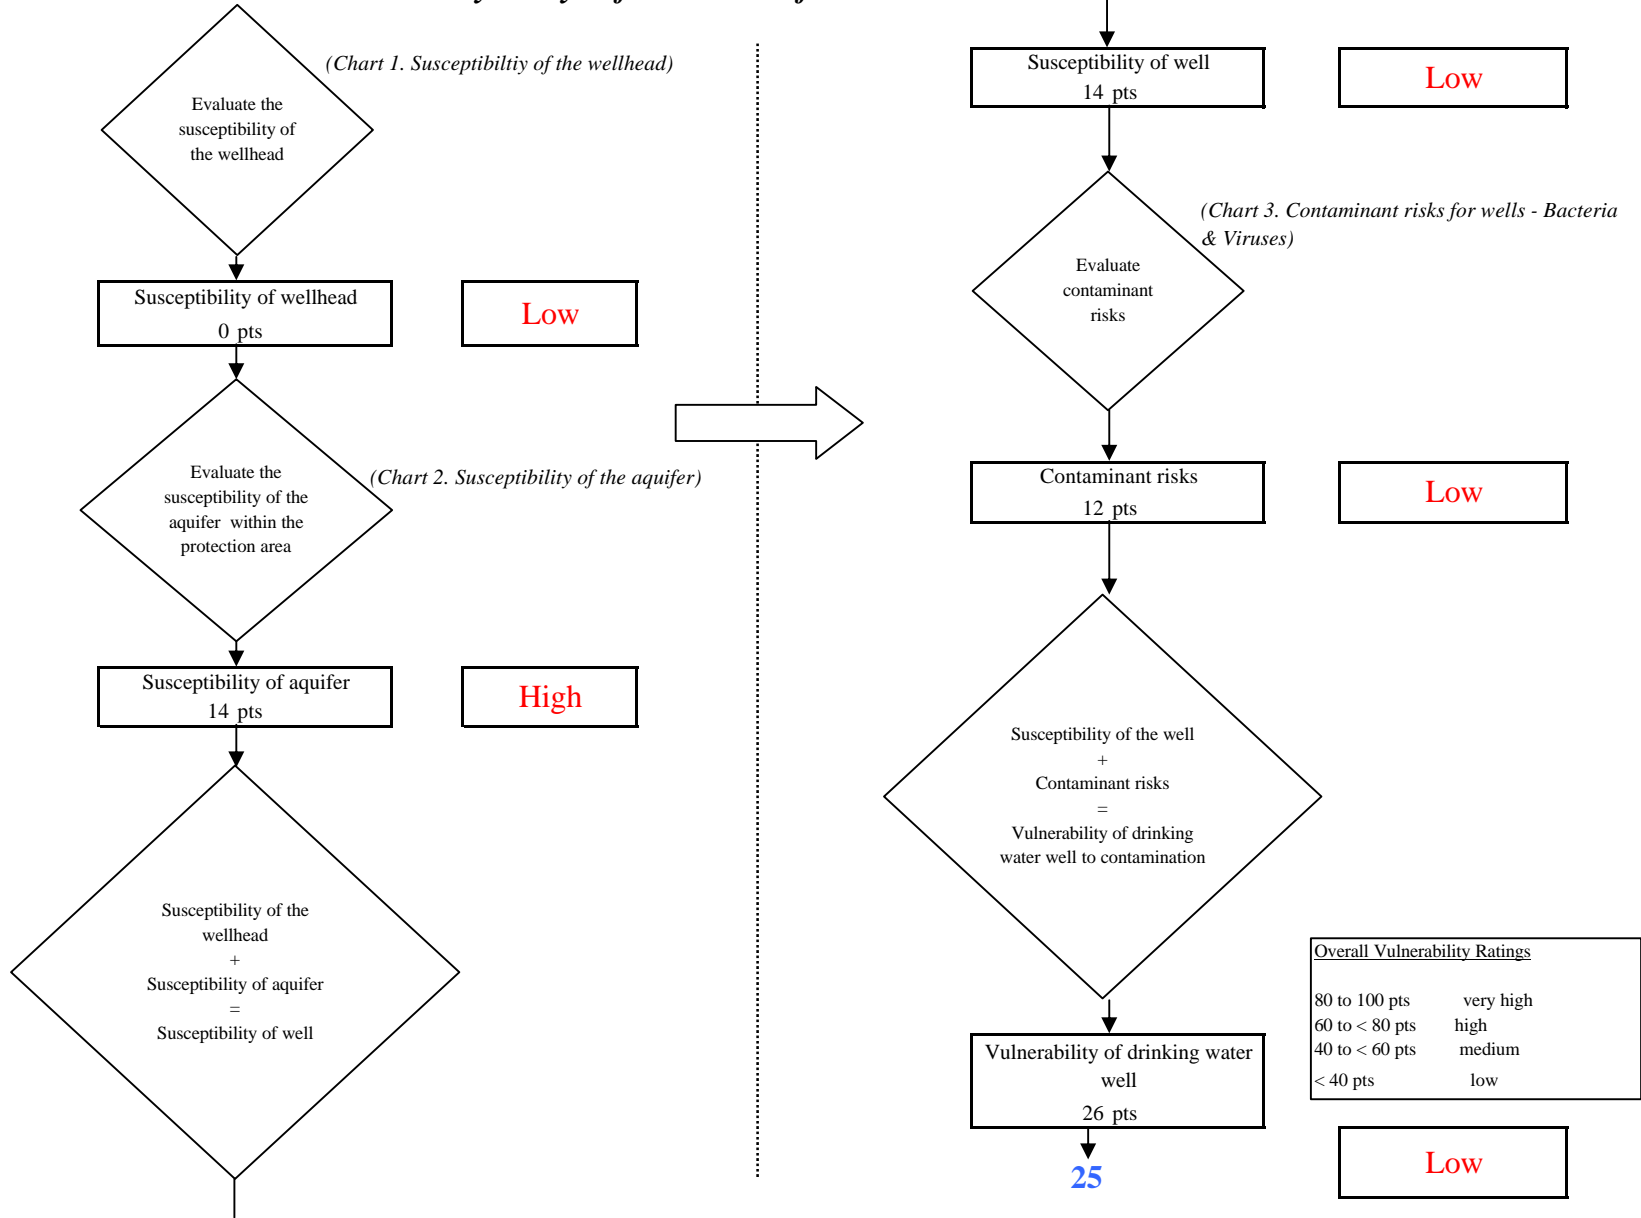 (Chart 1. Susceptibiltiy of the wellhead)
Evaluate the
susceptibility of
the wellhead
Susceptibility of wellhead
0 pts
Low
Evaluate the
susceptibility of the
aquifer within the
protection area
(Chart 2. Susceptibility of the aquifer)
Susceptibility of aquifer
14 pts
High
Susceptibility of the
wellhead
+
Susceptibility of aquifer
=
Susceptibility of well
Susceptibility of well
14 pts
Low
(Chart 3. Contaminant risks for wells - Bacteria
& Viruses)
Evaluate
contaminant
risks
Contaminant risks
12 pts
Low
Susceptibility of the well
+
Contaminant risks
=
Vulnerability of drinking
water well to contamination
Overall Vulnerability Ratings
80 to 100 pts very high
60 to < 80 pts high
40 to < 60 pts medium
< 40 pts low
Vulnerability of drinking water
well
26 pts
25
Low